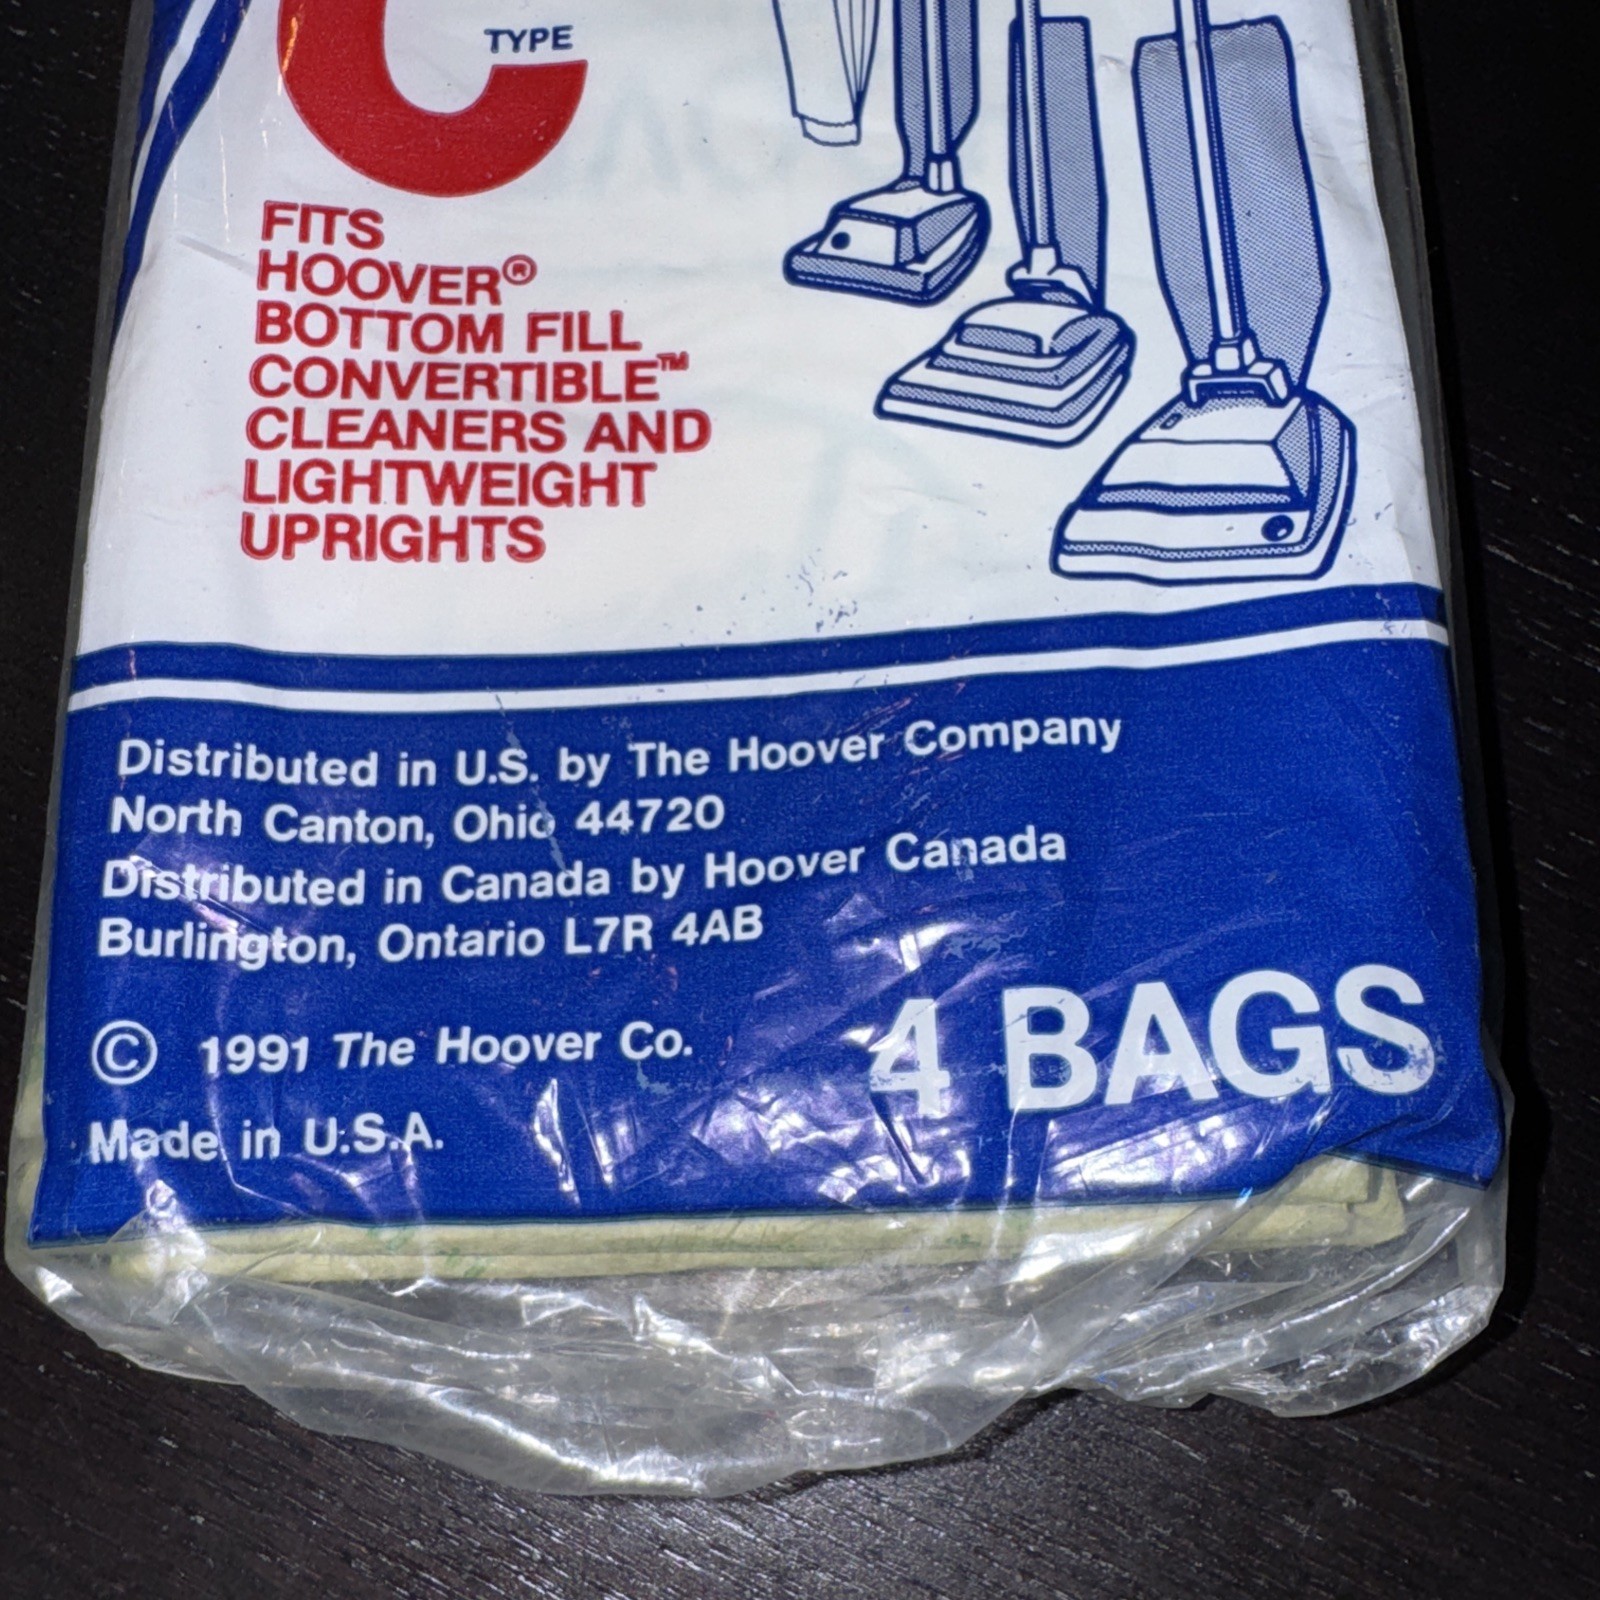 C TYPE
FITS
HOOVER®
BOTTOM FILL
CONVERTIBLE™
CLEANERS AND
LIGHTWEIGHT
UPRIGHTS
Distributed in U.S. by The Hoover Company
North Canton, Ohio 44720
Distributed in Canada by Hoover Canada
Burlington, Ontario L7R 4AB
© 1991 The Hoover Co.
4 BAGS
Made in U.S.A.